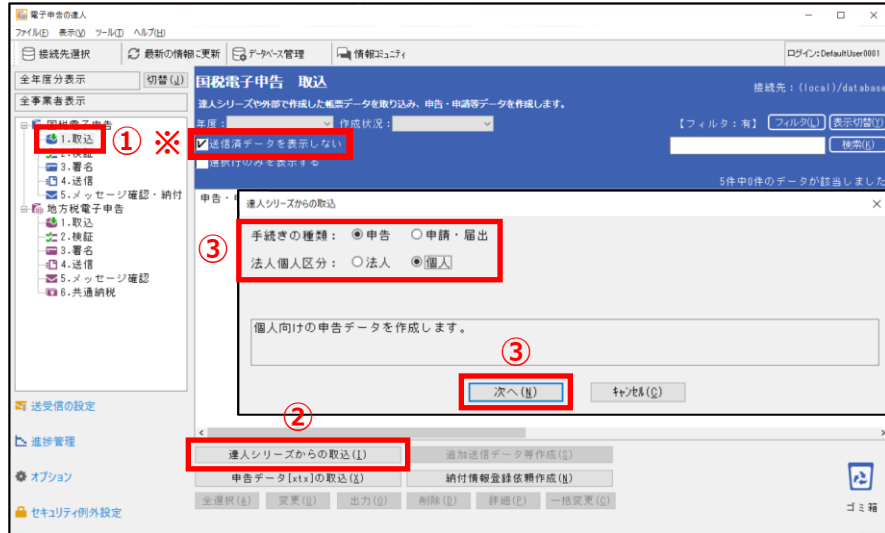 電子申告の達人
ファイル(F) 表示(V) ツール(T) ヘルプ(H)
接続先選択 最新の情報に更新 データベース管理 情報コミュニティ ログイン:DefaultUser0001
全年度分表示 切替(J)
全事業者表示
国税電子申告
1.取込
2.検証
3.署名
4.送信
5.メッセージ確認・納付
地方税電子申告
1.取込
2.検証
3.署名
4.送信
5.メッセージ確認
6.共通納税
① ※
国税電子申告 取込
接続先:(local)/database
達人シリーズや外部で作成した帳票データを取り込み、申告・申請等データを作成します。
年度: 作成状況: 【フィルタ:有】 フィルタ(L) 表示切替(Y)
送信済データを表示しない 検索(K)
選択行のみを表示する
5件中0件のデータが該当しました
申告・
達人シリーズからの取込
③
手続きの種類: 申告 申請・届出
法人個人区分: 法人 個人
個人向けの申告データを作成します。
③
次へ(N) キャンセル(C)
②
達人シリーズからの取込(I) 追加送信データ等作成(S)
申告データ[xtx]の取込(X) 納付情報登録依頼作成(N)
全選択(A) 変更(U) 出力(O) 削除(D) 詳細(P) 一括変更(C)
送受信の設定
進捗管理
オプション
セキュリティ例外設定
ゴミ箱